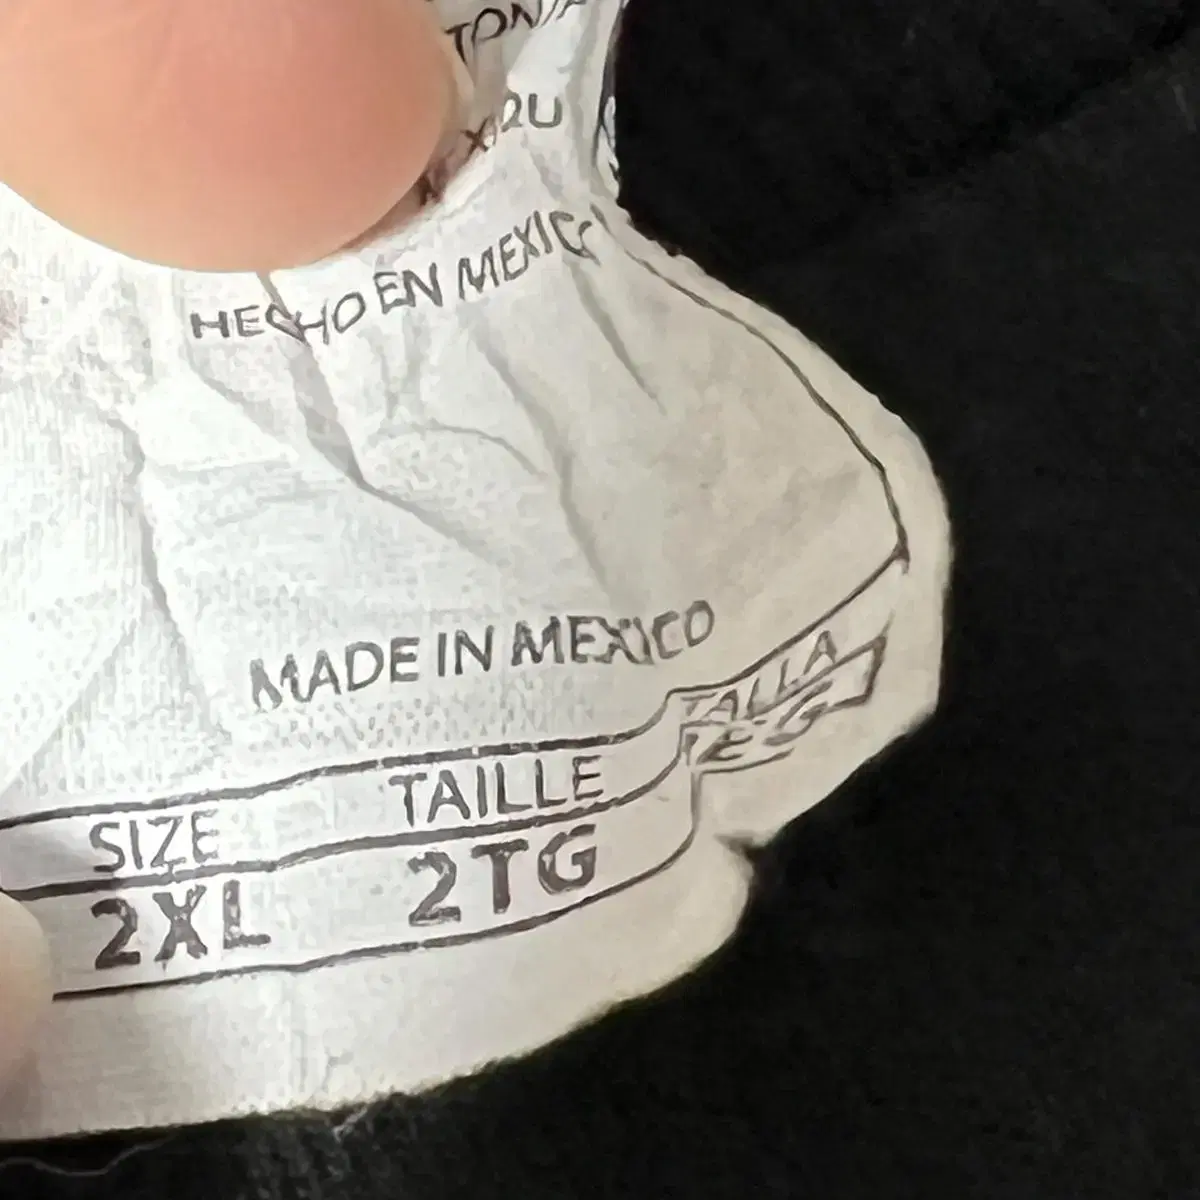 HECHO EN MEXICO
MADE IN MEXICO
SIZE TAILLE TALLA
2XL 2TG